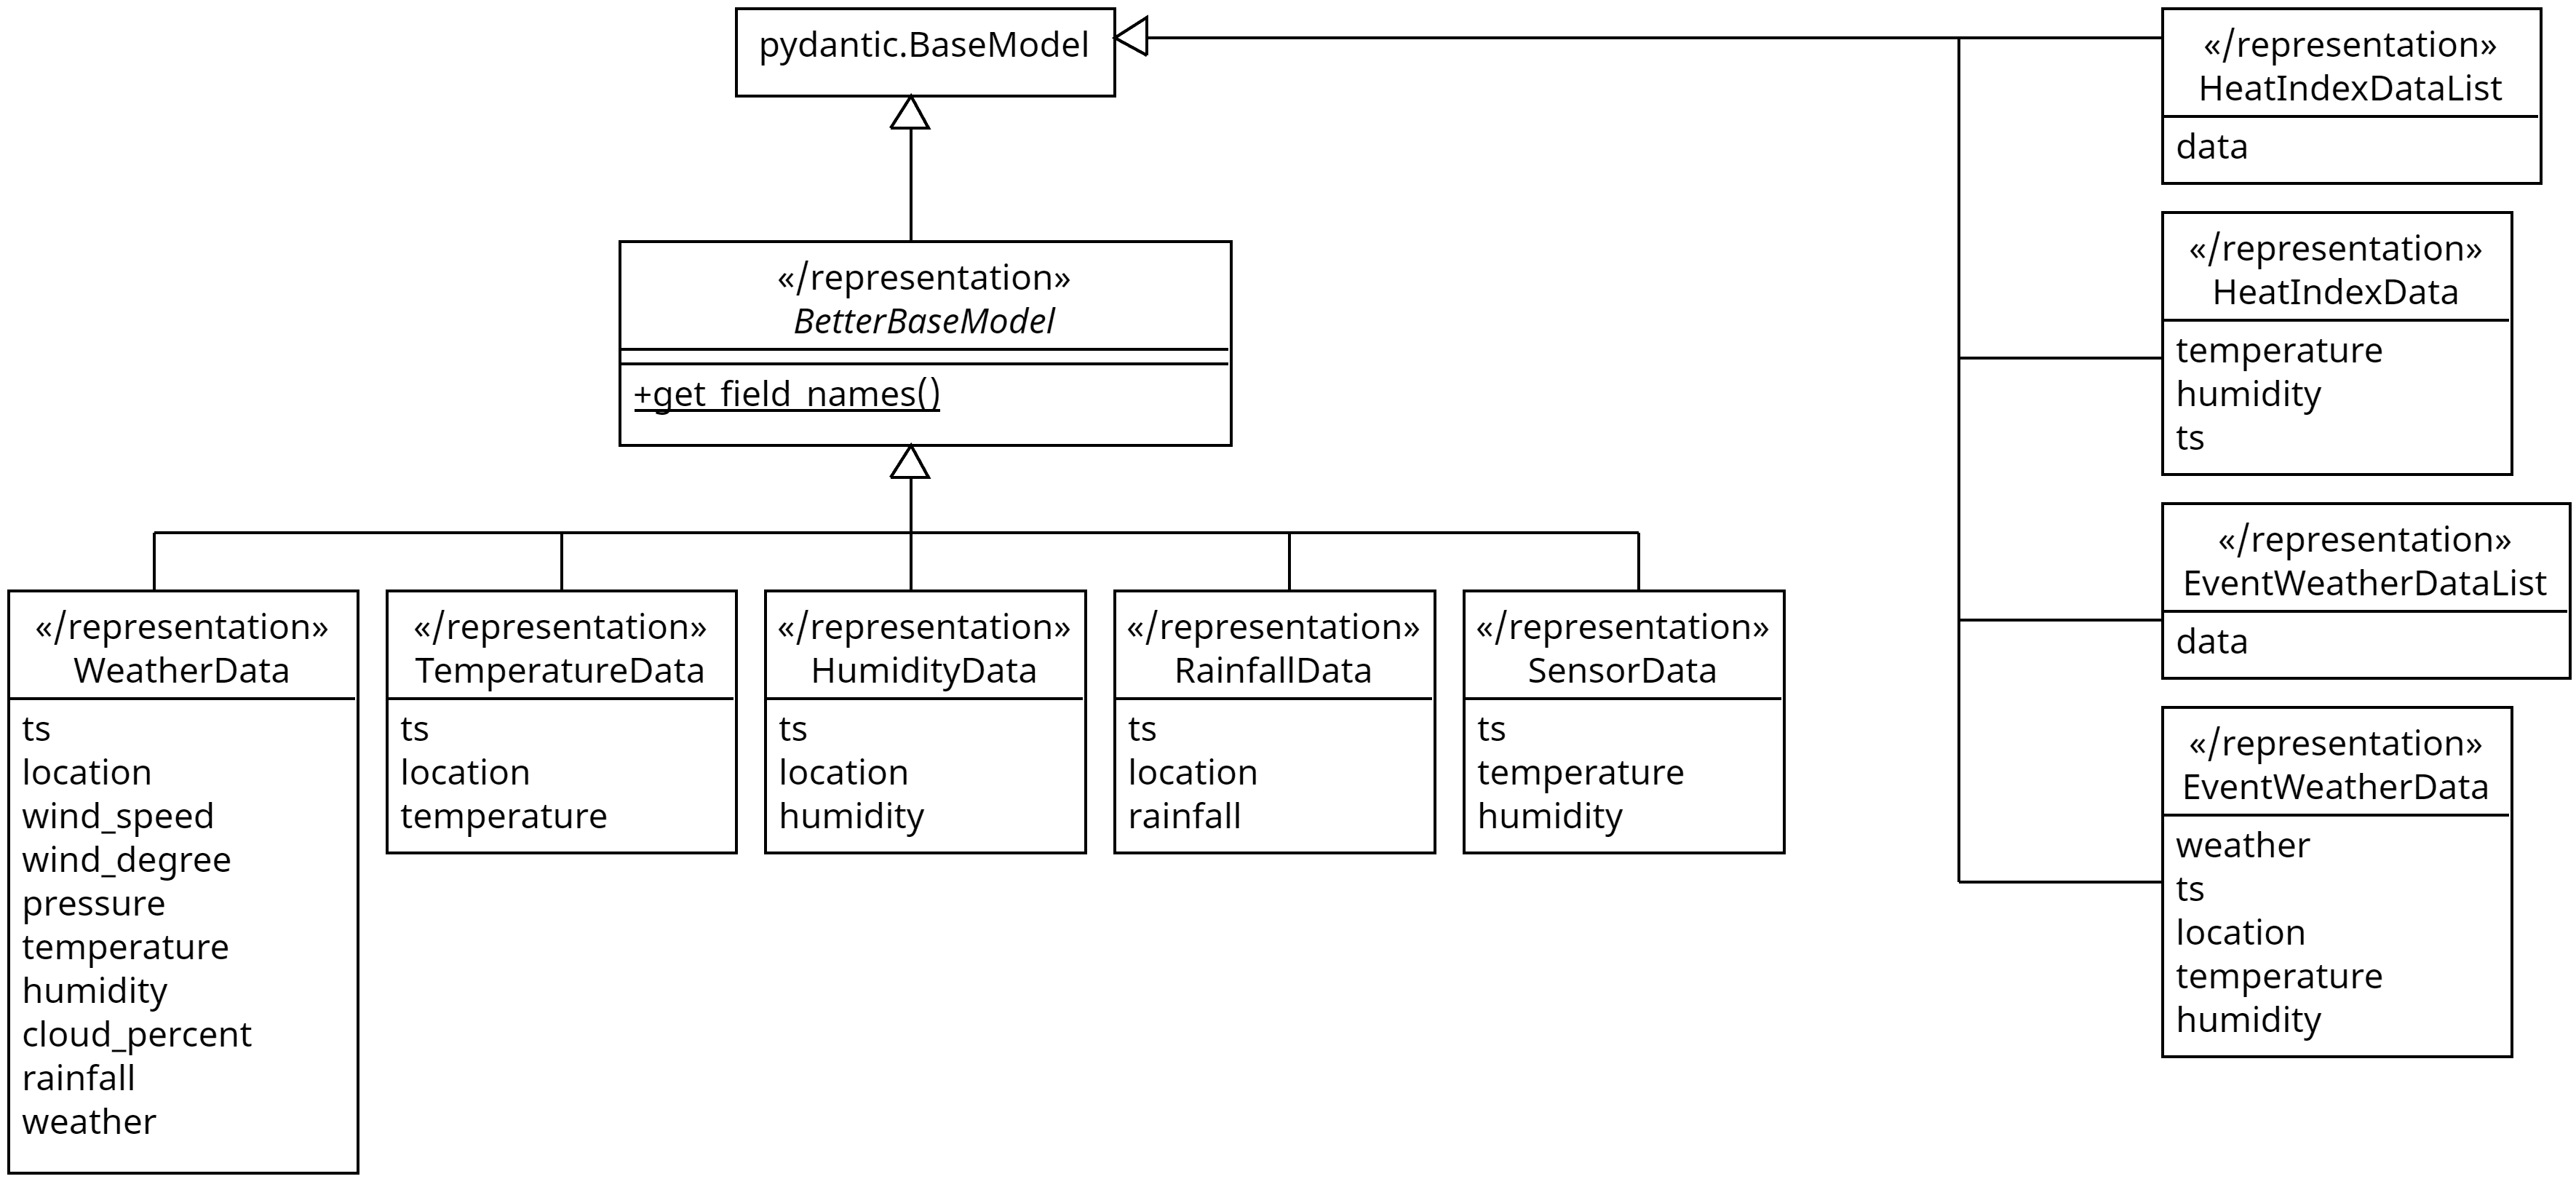 pydantic.BaseModel
«/representation»
BetterBaseModel
+get_field_names()
«/representation»
WeatherData
ts
location
wind_speed
wind_degree
pressure
temperature
humidity
cloud_percent
rainfall
weather
«/representation»
TemperatureData
ts
location
temperature
«/representation»
HumidityData
ts
location
humidity
«/representation»
RainfallData
ts
location
rainfall
«/representation»
SensorData
ts
temperature
humidity
«/representation»
HeatIndexDataList
data
«/representation»
HeatIndexData
temperature
humidity
ts
«/representation»
EventWeatherDataList
data
«/representation»
EventWeatherData
weather
ts
location
temperature
humidity